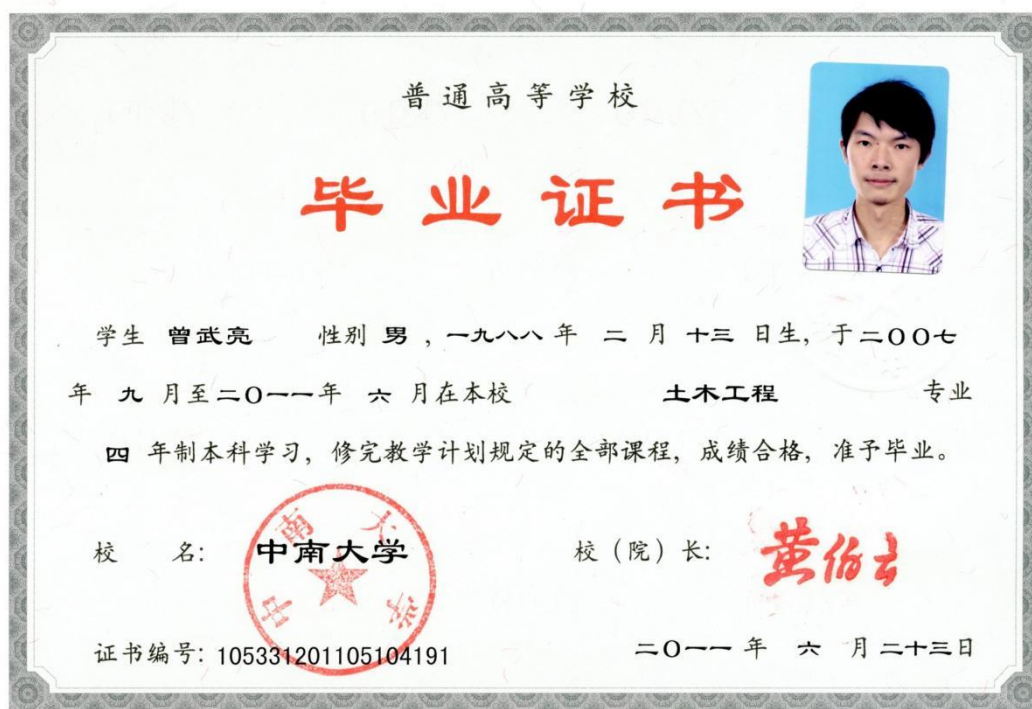 普通高等学校
毕业证书
学生 曾武亮 性别 男 , 一九八八 年 二 月 十三 日生, 于二〇〇七
年 九 月至二〇一一年 六 月在本校 土木工程 专业
四 年制本科学习, 修完教学计划规定的全部课程, 成绩合格, 准予毕业。
校 名: 中南大学 校（院）长: 黄伯云
中南大学
证书编号: 105331201105104191 二〇一一 年 六 月 二十三日